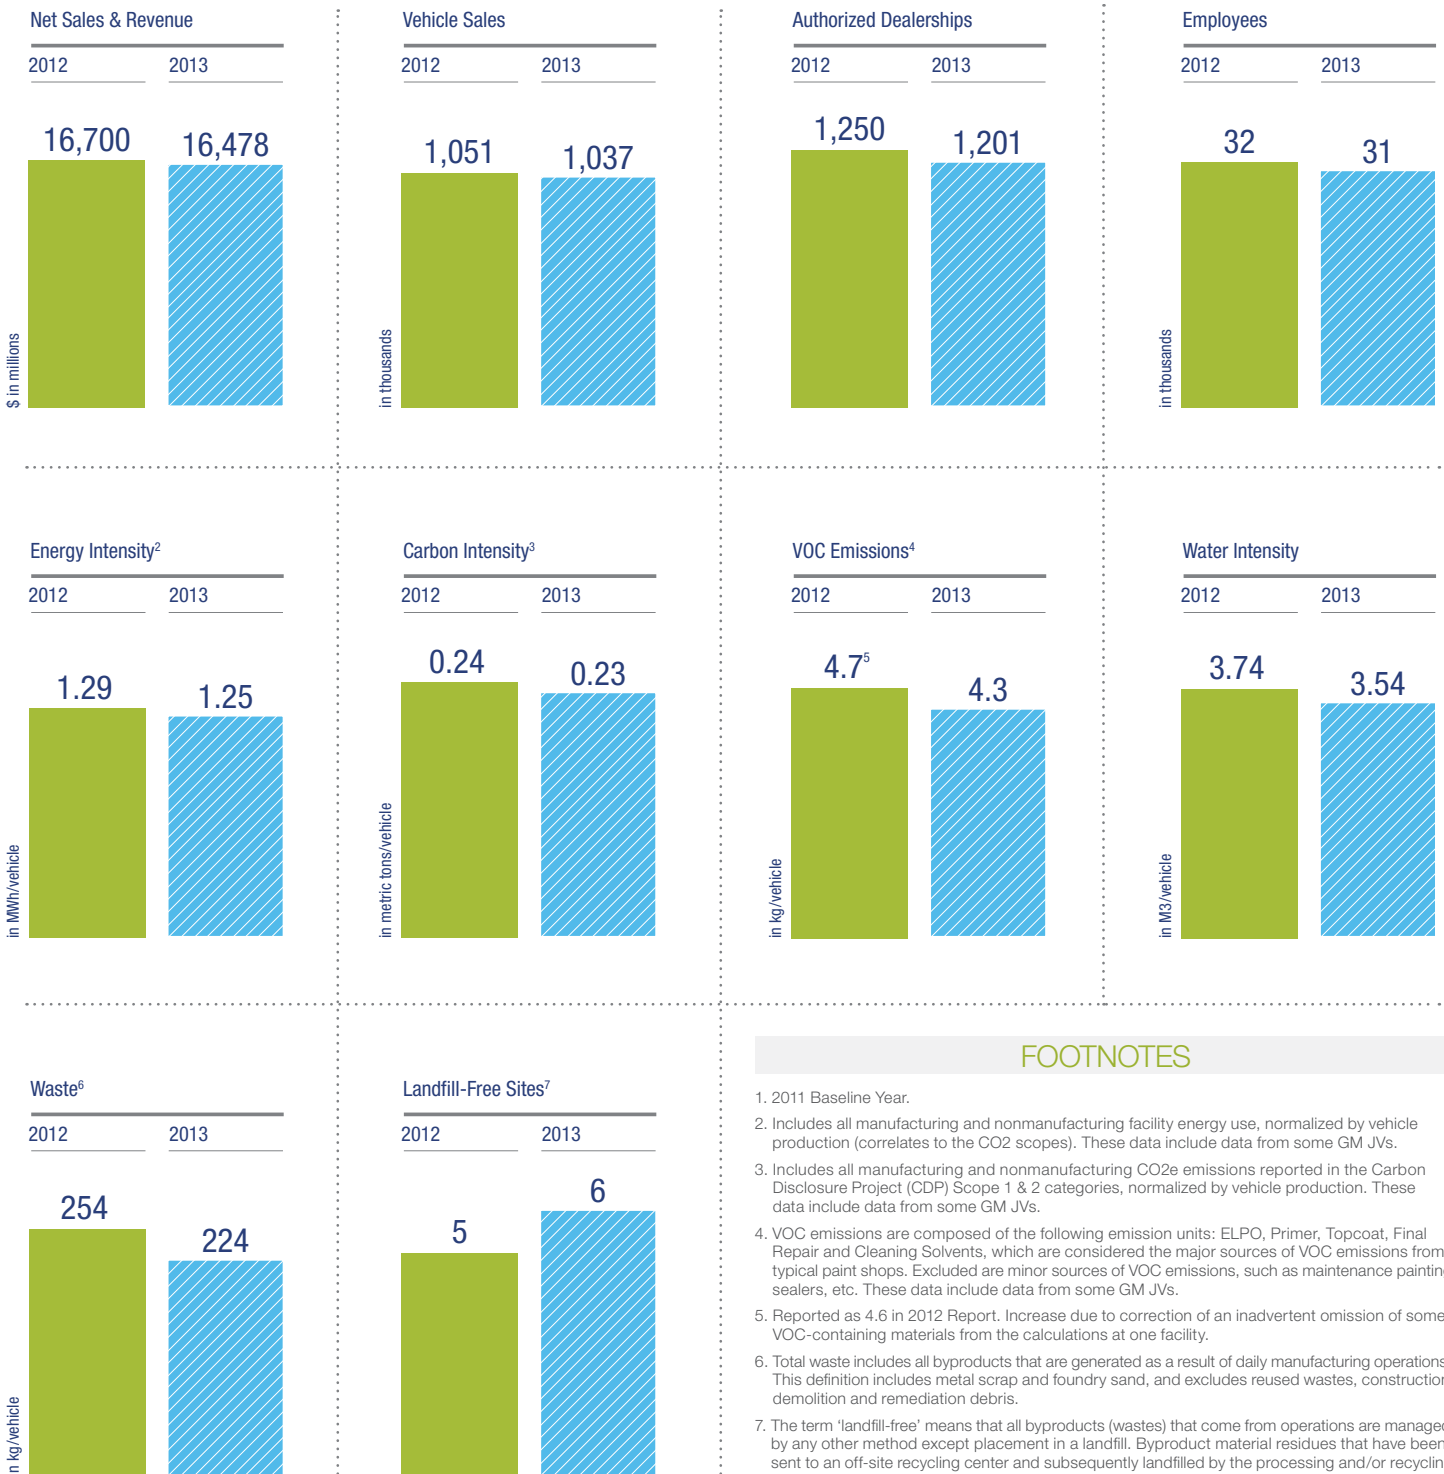 Net Sales & Revenue
2012 2013
16,700 16,478
$ in millions
Vehicle Sales
2012 2013
1,051 1,037
in thousands
Authorized Dealerships
2012 2013
1,250 1,201
Employees
2012 2013
32 31
in thousands
Energy Intensity²
2012 2013
1.29 1.25
in MWh/vehicle
Carbon Intensity³
2012 2013
0.24 0.23
in metric tons/vehicle
VOC Emissions⁴
2012 2013
4.7⁵ 4.3
in kg/vehicle
Water Intensity
2012 2013
3.74 3.54
in M3/vehicle
Waste⁶
2012 2013
254 224
n kg/vehicle
Landfill-Free Sites⁷
2012 2013
5 6
FOOTNOTES
1. 2011 Baseline Year.
2. Includes all manufacturing and nonmanufacturing facility energy use, normalized by vehicle
production (correlates to the CO2 scopes). These data include data from some GM JVs.
3. Includes all manufacturing and nonmanufacturing CO2e emissions reported in the Carbon
Disclosure Project (CDP) Scope 1 & 2 categories, normalized by vehicle production. These
data include data from some GM JVs.
4. VOC emissions are composed of the following emission units: ELPO, Primer, Topcoat, Final
Repair and Cleaning Solvents, which are considered the major sources of VOC emissions from
typical paint shops. Excluded are minor sources of VOC emissions, such as maintenance painting
sealers, etc. These data include data from some GM JVs.
5. Reported as 4.6 in 2012 Report. Increase due to correction of an inadvertent omission of some
VOC-containing materials from the calculations at one facility.
6. Total waste includes all byproducts that are generated as a result of daily manufacturing operations
This definition includes metal scrap and foundry sand, and excludes reused wastes, construction
demolition and remediation debris.
7. The term ‘landfill-free’ means that all byproducts (wastes) that come from operations are managed
by any other method except placement in a landfill. Byproduct material residues that have been
sent to an off-site recycling center and subsequently landfilled by the processing and/or recyclin